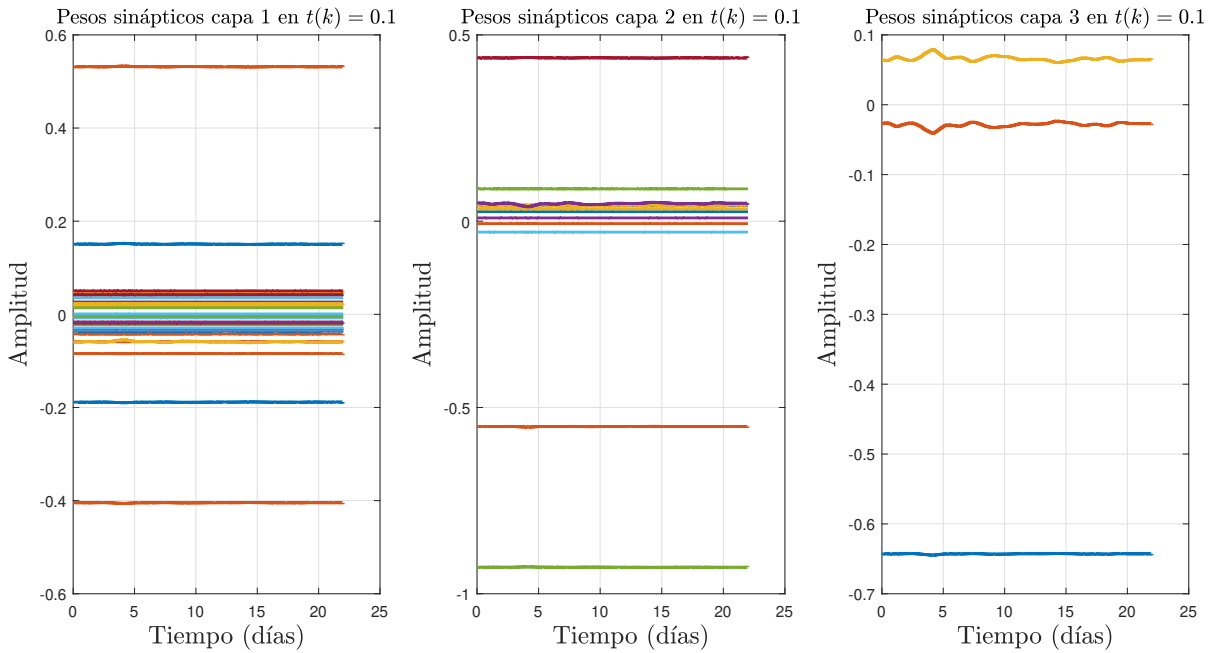 Pesos sinápticos capa 1 en t(k) = 0.1
0.6
0.4
0.2
0
-0.2
-0.4
-0.6
Amplitud
0 5 10 15 20 25
Tiempo (días)
Pesos sinápticos capa 2 en t(k) = 0.1
0.5
0
-0.5
-1
Amplitud
0 5 10 15 20 25
Tiempo (días)
Pesos sinápticos capa 3 en t(k) = 0.1
0.1
0
-0.1
-0.2
-0.3
-0.4
-0.5
-0.6
-0.7
Amplitud
0 5 10 15 20 25
Tiempo (días)